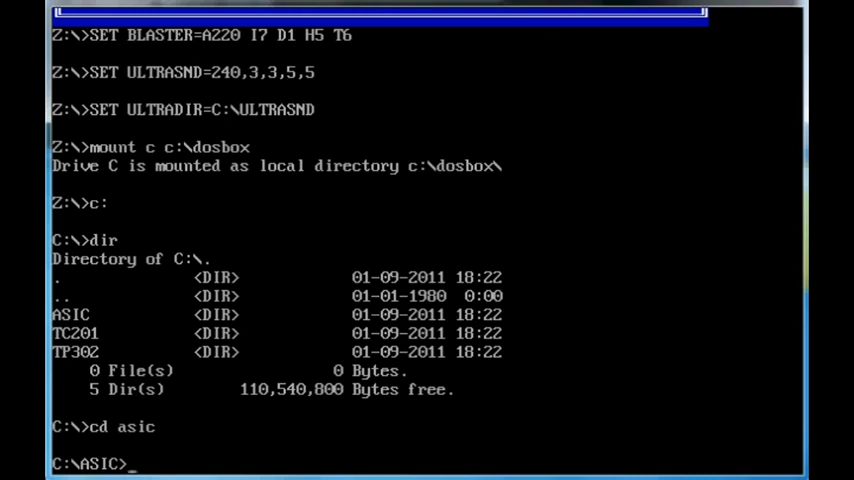 Z:\>SET BLASTER=A220 I7 D1 H5 T6
Z:\>SET ULTRASND=240,3,3,5,5
Z:\>SET ULTRADIR=C:\ULTRASND
Z:\>mount c c:\dosbox
Drive C is mounted as local directory c:\dosbox\
Z:\>c:
C:\>dir
Directory of C:\.
. <DIR> 01-09-2011 18:22
.. <DIR> 01-01-1980 0:00
ASIC <DIR> 01-09-2011 18:22
TC201 <DIR> 01-09-2011 18:22
TP302 <DIR> 01-09-2011 18:22
0 File(s) 0 Bytes.
5 Dir(s) 110,540,800 Bytes free.
C:\>cd asic
C:\ASIC>_